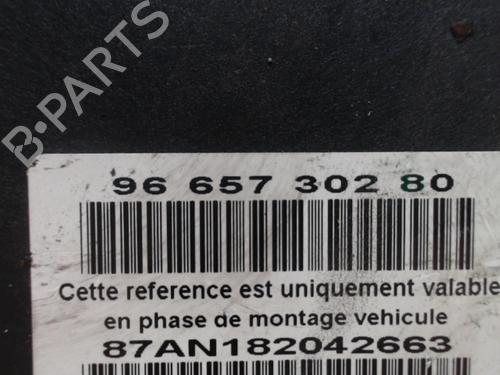 B-PARTS
96 657 302 80
Cette reference est uniquement valable
en phase de montage vehicule
87AN182042663